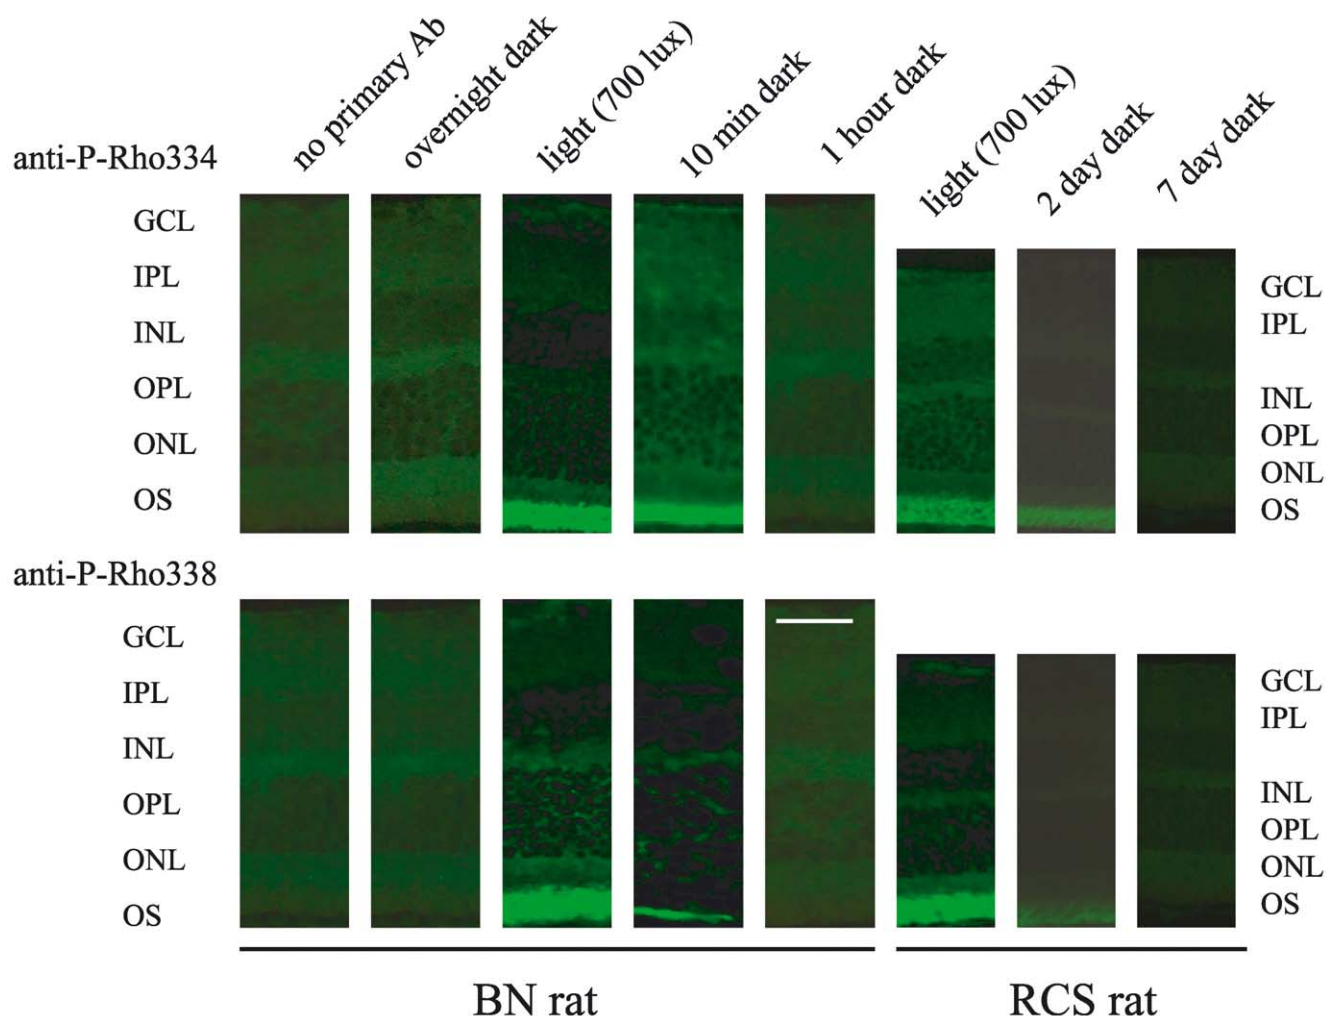 no primary Ab
overnight dark
light (700 lux)
10 min dark
1 hour dark
light (700 lux)
2 day dark
7 day dark
anti-P-Rho334
GCL
IPL
INL
OPL
ONL
OS
GCL
IPL
INL
OPL
ONL
OS
anti-P-Rho338
GCL
IPL
INL
OPL
ONL
OS
GCL
IPL
INL
OPL
ONL
OS
BN rat
RCS rat